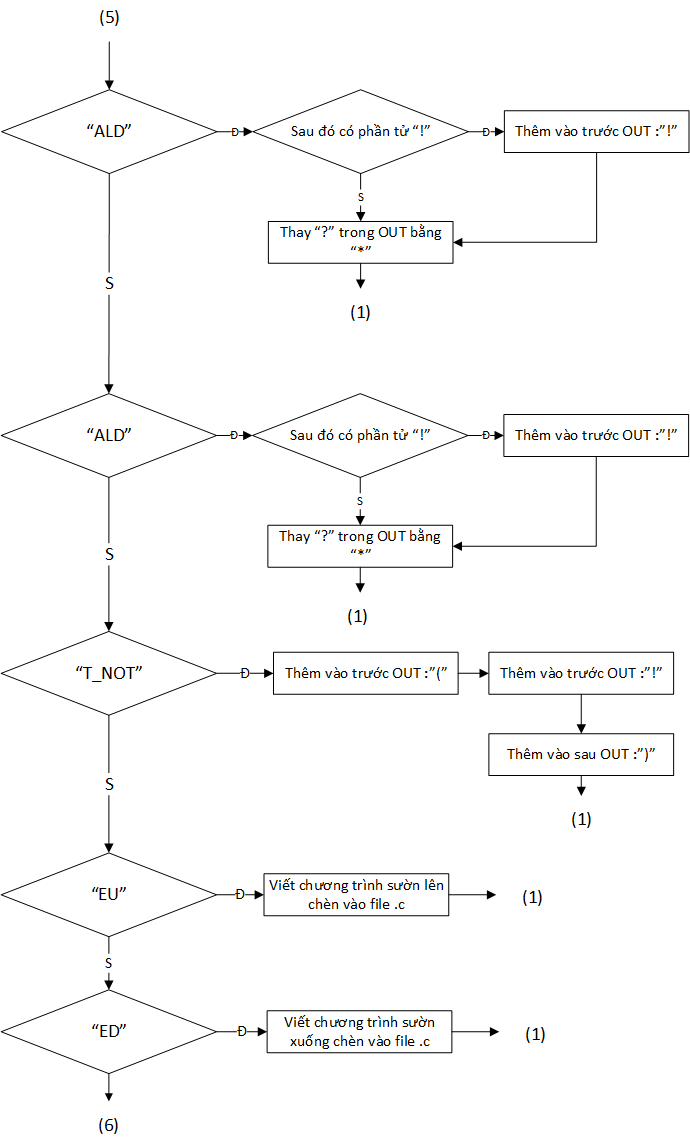 (5)
“ALD”
Đ
Sau đó có phần tử “!”
Đ
Thêm vào trước OUT :”!”
S
Thay “?” trong OUT bằng
“*”
(1)
S
“ALD”
Đ
Sau đó có phần tử “!”
Đ
Thêm vào trước OUT :”!”
S
Thay “?” trong OUT bằng
“*”
(1)
S
“T_NOT”
Đ
Thêm vào trước OUT :”(”
Thêm vào trước OUT :”!”
Thêm vào sau OUT :”)”
(1)
S
“EU”
Đ
Viết chương trình sườn lên
chèn vào file .c
(1)
S
“ED”
Đ
Viết chương trình sườn
xuống chèn vào file .c
(1)
(6)